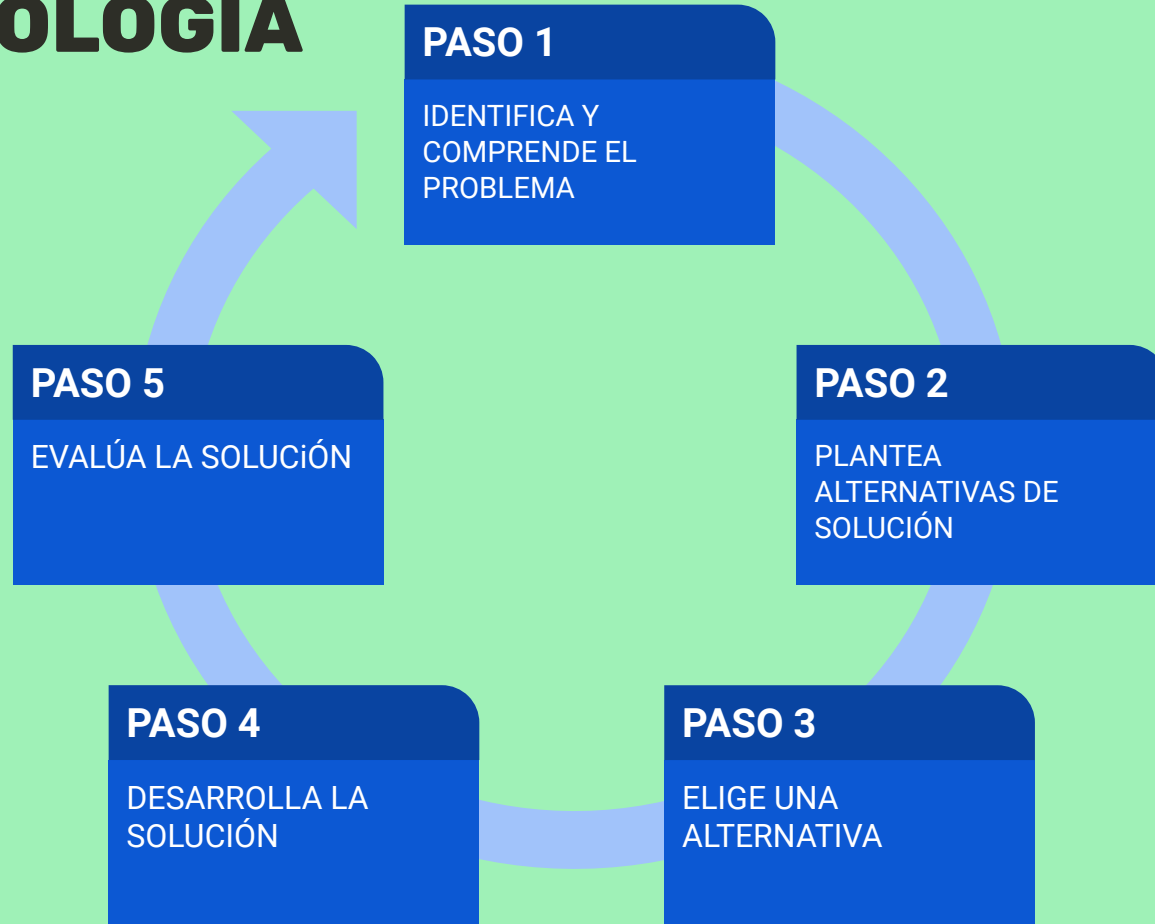 OLOGÍA
PASO 1
IDENTIFICA Y
COMPRENDE EL
PROBLEMA
PASO 2
PLANTEA
ALTERNATIVAS DE
SOLUCIÓN
PASO 3
ELIGE UNA
ALTERNATIVA
PASO 4
DESARROLLA LA
SOLUCIÓN
PASO 5
EVALÚA LA SOLUCiÓN